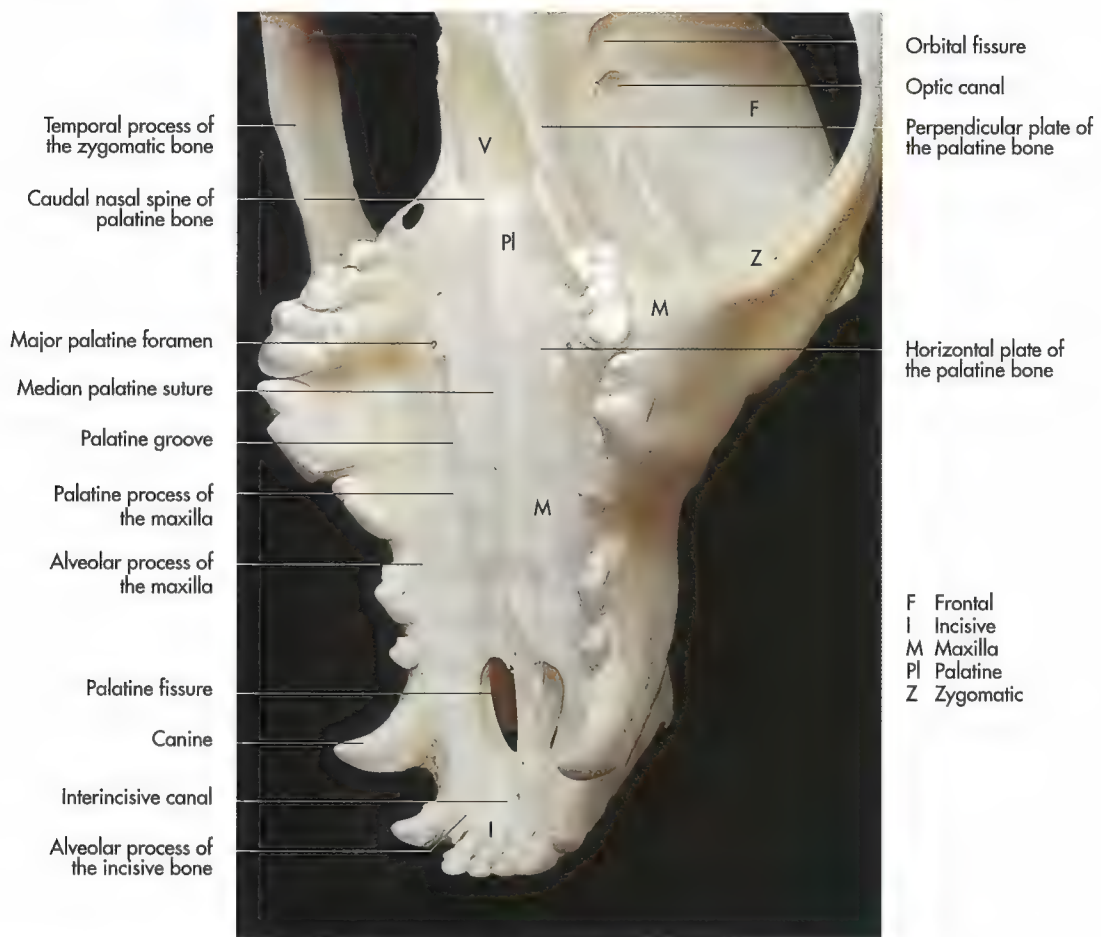 Temporal process of
the zygomatic bone
Caudal nasal spine of
palatine bone
Major palatine foramen
Median palatine suture
Palatine groove
Palatine process of
the maxilla
Alveolar process of
the maxilla
Palatine fissure
Canine
Interincisive canal
Alveolar process of
the incisive bone
V
Pl
F
Z
M
M
I
Orbital fissure
Optic canal
Perpendicular plate of
the palatine bone
Horizontal plate of
the palatine bone
F Frontal
I Incisive
M Maxilla
Pl Palatine
Z Zygomatic